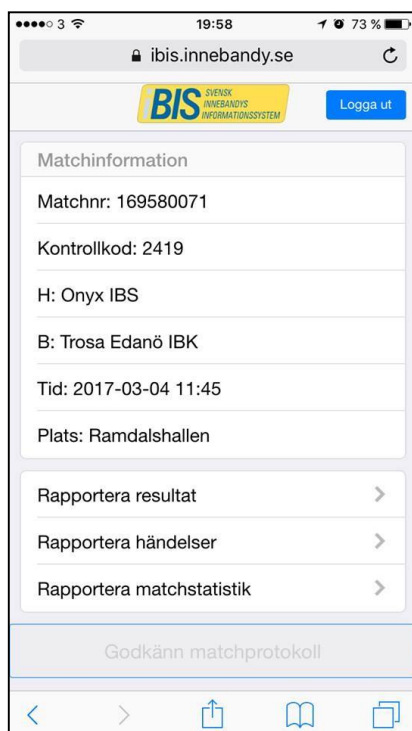 3 19:58 73 %
ibis.innebandy.se
iBIS SVENSK
INNEBANDYS
INFORMATIONSSYSTEM
Logga ut
Matchinformation
Matchnr: 169580071
Kontrollkod: 2419
H: Onyx IBS
B: Trosa Edanö IBK
Tid: 2017-03-04 11:45
Plats: Ramdalshallen
Rapportera resultat
Rapportera händelser
Rapportera matchstatistik
Godkänn matchprotokoll